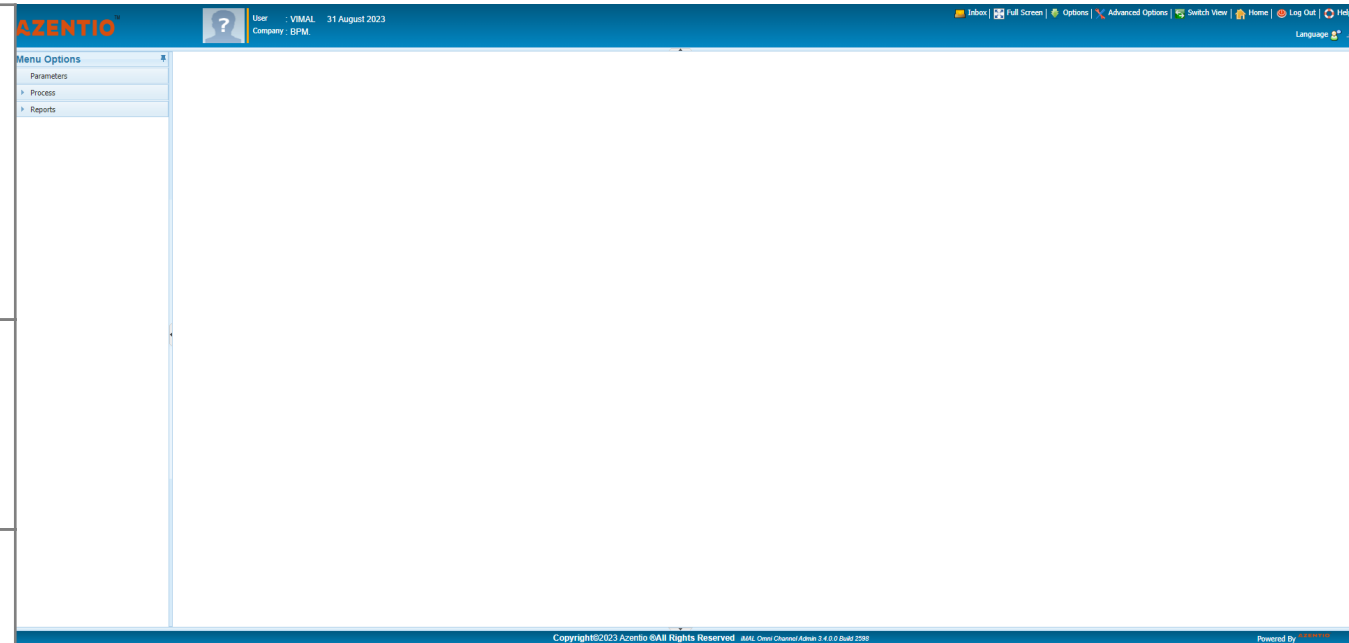 AZENTIO
User : VIMAL 31 August 2023
Company : BPM.
Inbox | Full Screen | Options | Advanced Options | Switch View | Home | Log Out | Hel
Language
Menu Options
Parameters
Process
Reports
Copyright©2023 Azentio ®All Rights Reserved iMAL Omni Channel Admin 3.4.0.0 Build 2598
Powered By AZENTIO